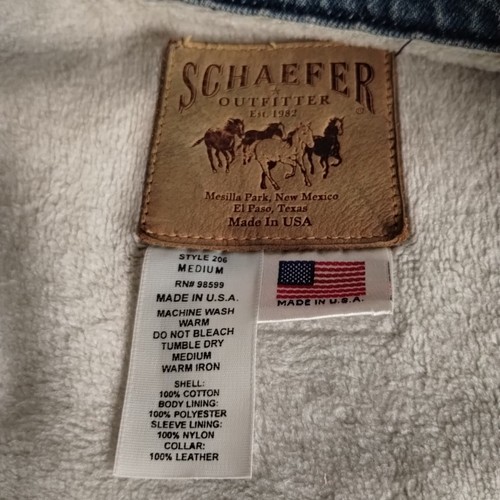 SCHAEFER
OUTFITTER
Est. 1982
Mesilla Park, New Mexico
El Paso, Texas
Made In USA
STYLE 206
MEDIUM
RN# 98599
MADE IN U.S.A.
MACHINE WASH
WARM
DO NOT BLEACH
TUMBLE DRY
MEDIUM
WARM IRON
SHELL:
100% COTTON
BODY LINING:
100% POLYESTER
SLEEVE LINING:
100% NYLON
COLLAR:
100% LEATHER
MADE IN U.S.A.